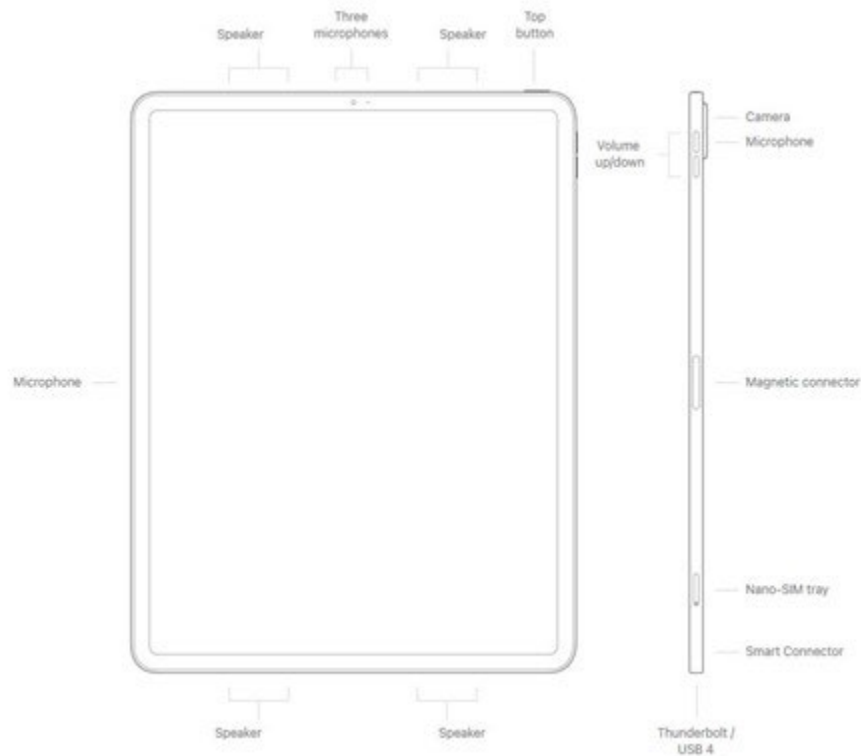 Speaker
Three
microphones
Speaker
Top
button
Camera
Microphone
Volume
up/down
Microphone
Magnetic connector
Nano-SIM tray
Smart Connector
Speaker
Speaker
Thunderbolt /
USB 4